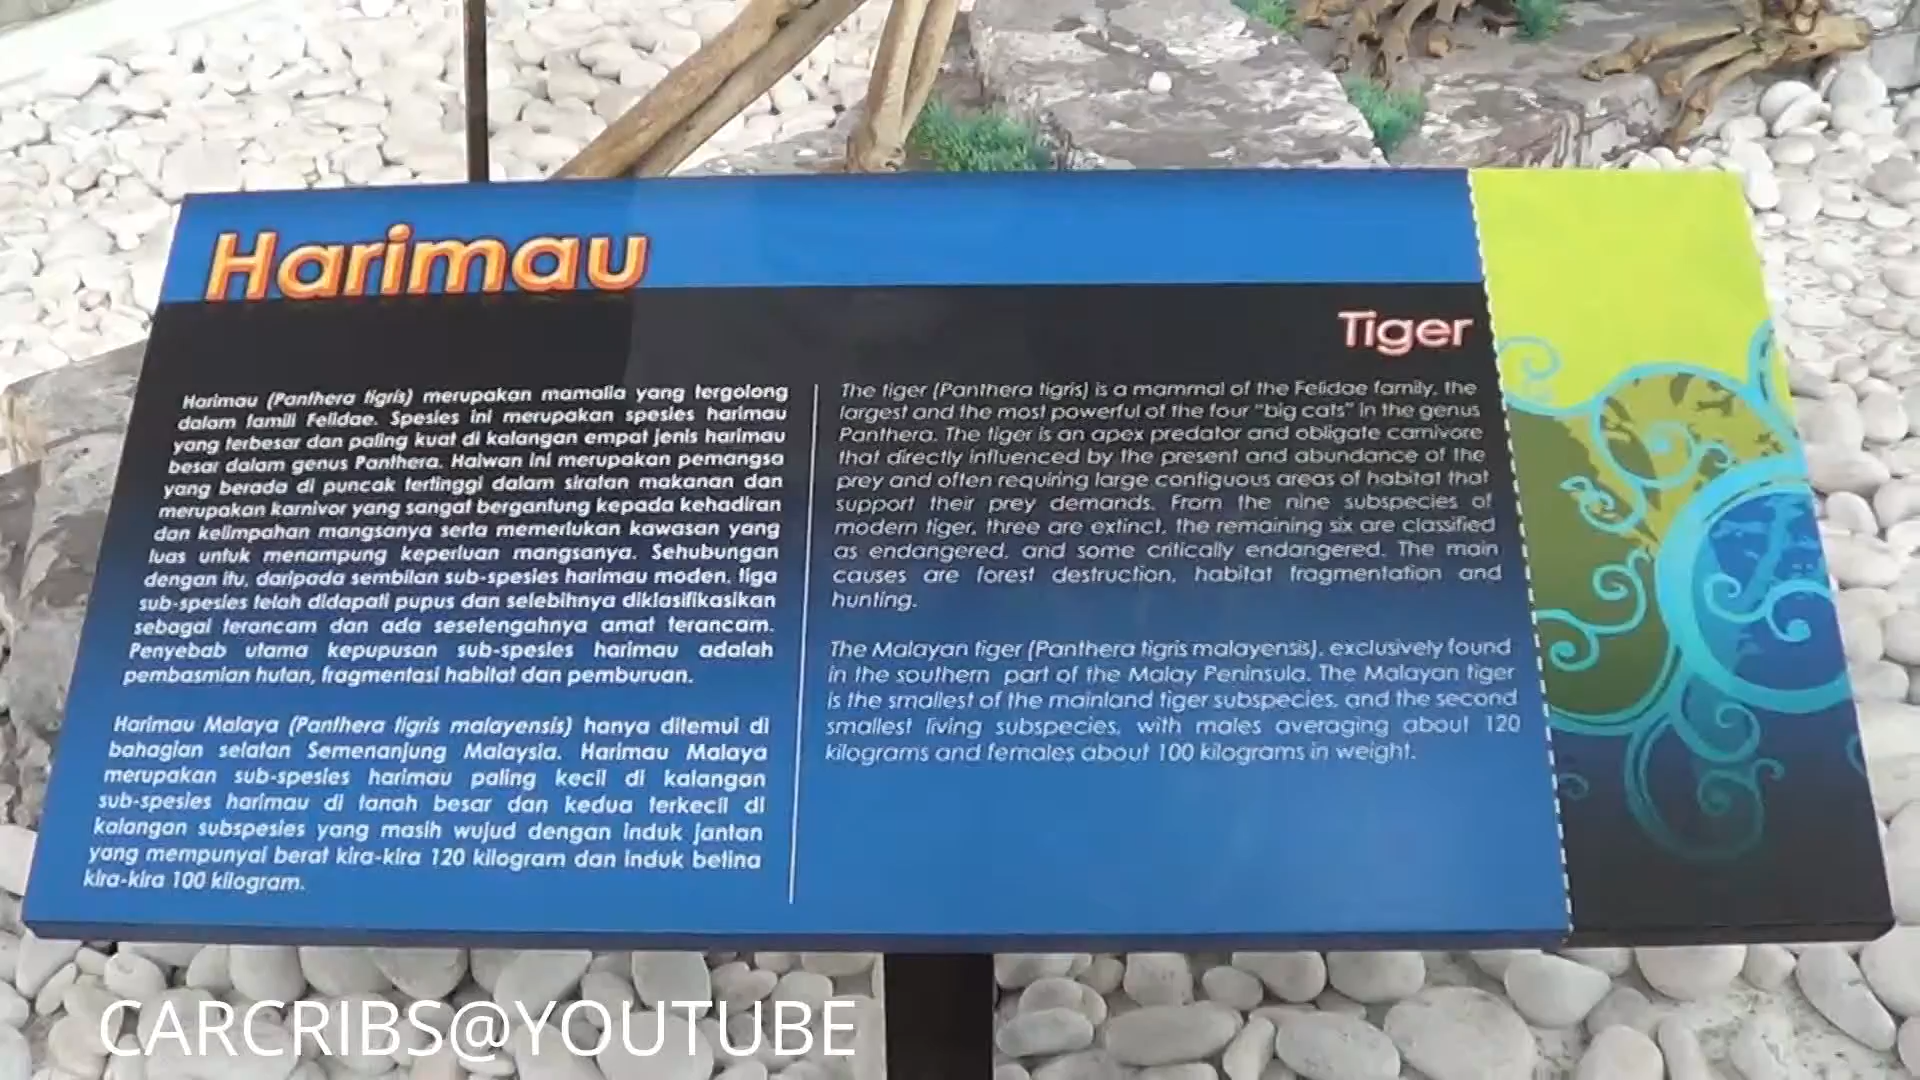 Harimau
Tiger
Harimau (Panthera tigris) merupakan mamalia yang tergolong
dalam famili Felidae. Spesies ini merupakan spesies harimau
yang terbesar dan paling kuat di kalangan empat jenis harimau
besar dalam genus Panthera. Haiwan ini merupakan pemangsa
yang berada di puncak tertinggi dalam siratan makanan dan
merupakan karnivor yang sangat bergantung kepada kehadiran
dan kelimpahan mangsanya serta memerlukan kawasan yang
luas untuk menampung keperluan mangsanya. Sehubungan
dengan itu, daripada sembilan sub-spesies harimau moden, tiga
sub-spesies telah didapati pupus dan selebihnya diklasifikasikan
sebagai terancam dan ada sesetengahnya amat terancam.
Penyebab utama kepupusan sub-spesies harimau adalah
pembasmian hutan, fragmentasi habitat dan pemburuan.
Harimau Malaya (Panthera tigris malayensis) hanya ditemui di
bahagian selatan Semenanjung Malaysia. Harimau Malaya
merupakan sub-spesies harimau paling kecil di kalangan
sub-spesies harimau di tanah besar dan kedua terkecil di
kalangan subspesies yang masih wujud dengan induk jantan
yang mempunyai berat kira-kira 120 kilogram dan induk betina
kira-kira 100 kilogram.
The tiger (Panthera tigris) is a mammal of the Felidae family, the
largest and the most powerful of the four "big cats" in the genus
Panthera. The tiger is an apex predator and obligate carnivore
that directly influenced by the present and abundance of the
prey and often requiring large contiguous areas of habitat that
support their prey demands. From the nine subspecies of
modern tiger, three are extinct, the remaining six are classified
as endangered, and some critically endangered. The main
causes are forest destruction, habitat fragmentation and
hunting.
The Malayan tiger (Panthera tigris malayensis), exclusively found
in the southern part of the Malay Peninsula. The Malayan tiger
is the smallest of the mainland tiger subspecies, and the second
smallest living subspecies, with males averaging about 120
kilograms and females about 100 kilograms in weight.
CARCRIBS@YOUTUBE